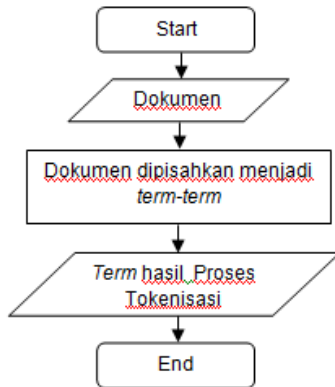 Start
Dokumen
Dokumen dipisahkan menjadi
term-term
Term hasil Proses
Tokenisasi
End